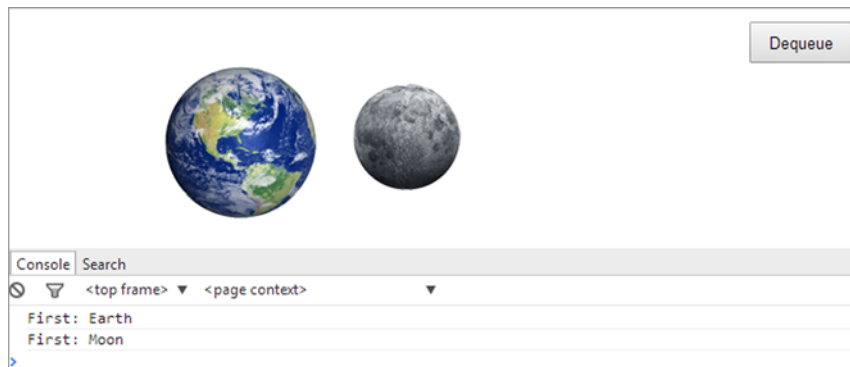 Dequeue
Console Search
<top frame> ▼ <page context> ▼
First: Earth
First: Moon